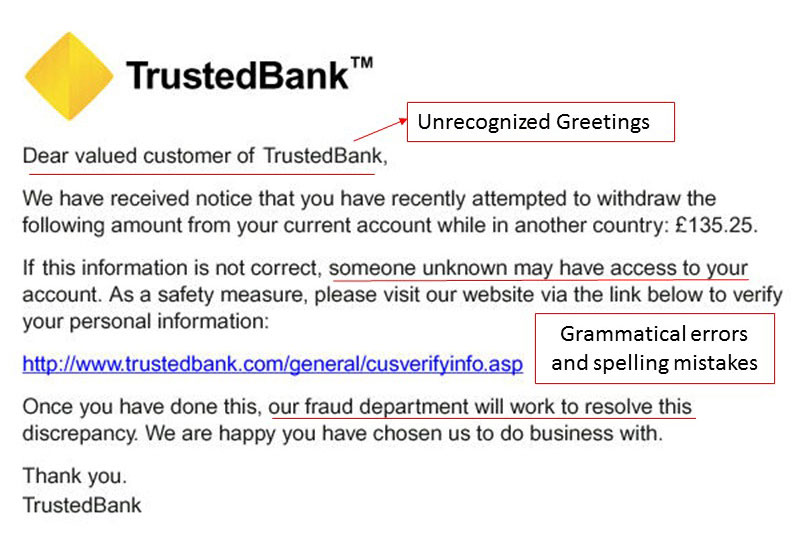 TrustedBank™
Unrecognized Greetings
Dear valued customer of TrustedBank,
We have received notice that you have recently attempted to withdraw the
following amount from your current account while in another country: £135.25.
If this information is not correct, someone unknown may have access to your
account. As a safety measure, please visit our website via the link below to verify
your personal information:
Grammatical errors
and spelling mistakes
http://www.trustedbank.com/general/cusverifyinfo.asp
Once you have done this, our fraud department will work to resolve this
discrepancy. We are happy you have chosen us to do business with.
Thank you.
TrustedBank